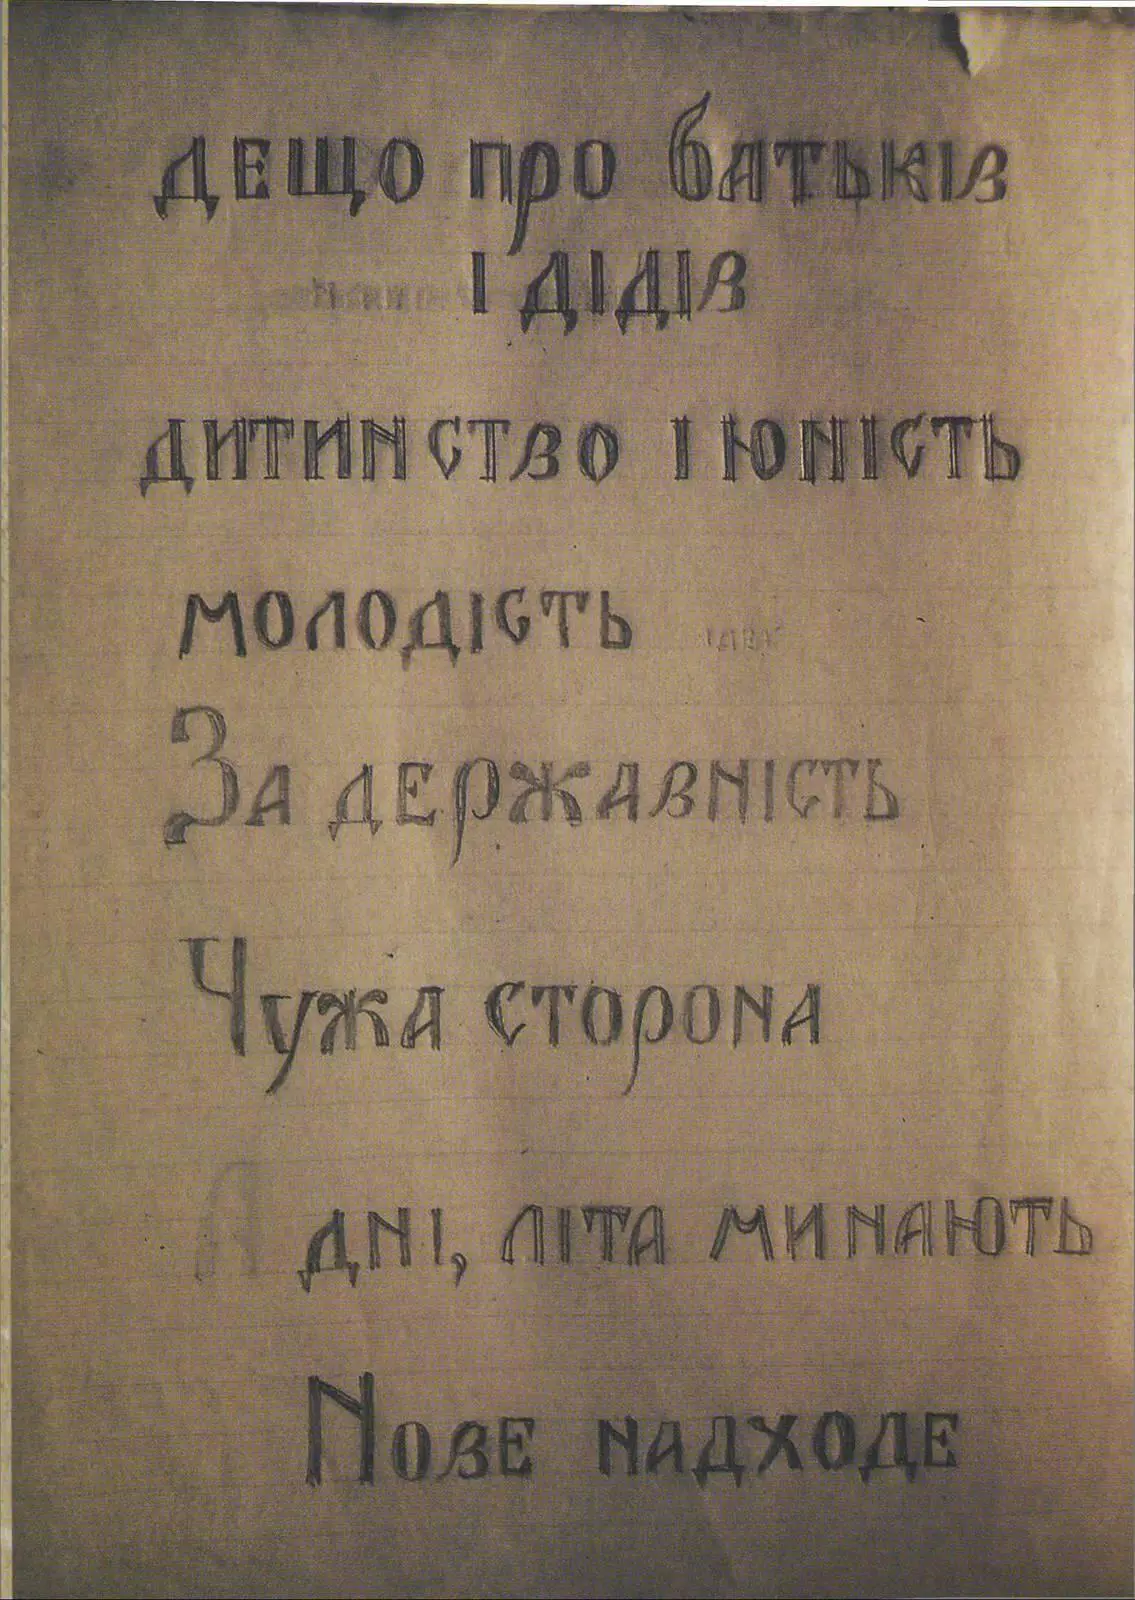 дещо про батьків
і дідів
дитинство і юність
молодість
За державність
Чужа сторона
дні, літа минають
Нове надходе